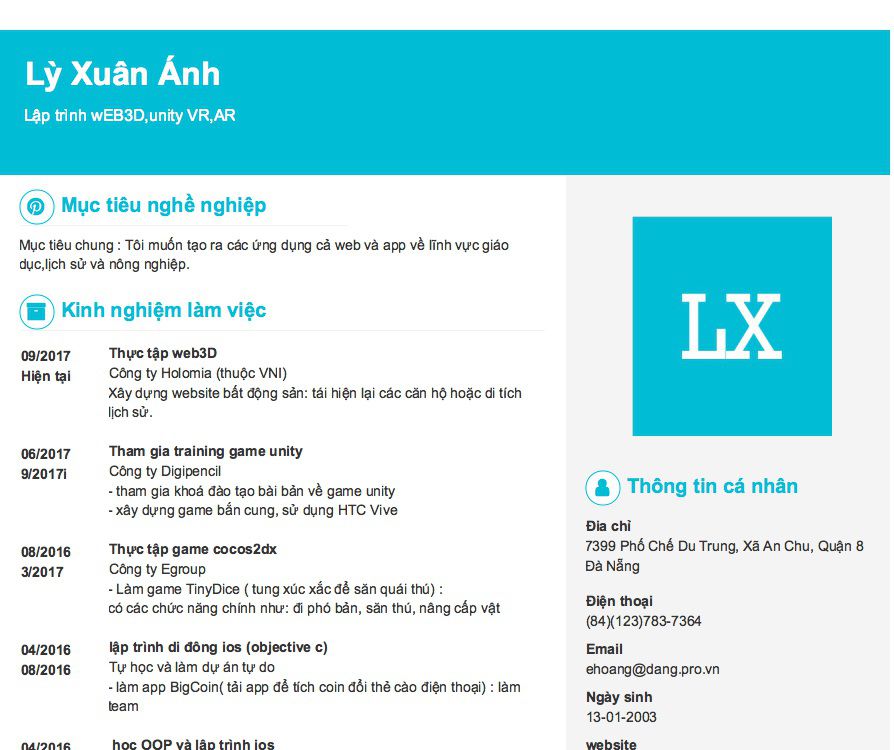 Lỳ Xuân Ánh
Lập trình wEB3D,unity VR,AR
Mục tiêu nghề nghiệp
Mục tiêu chung : Tôi muốn tạo ra các ứng dụng cả web và app về lĩnh vực giáo
dục,lịch sử và nông nghiệp.
Kinh nghiệm làm việc
09/2017
Hiện tại
Thực tập web3D
Công ty Holomia (thuộc VNI)
Xây dựng website bất động sản: tái hiện lại các căn hộ hoặc di tích
lịch sử.
06/2017
9/2017i
Tham gia training game unity
Công ty Digipencil
- tham gia khoá đào tạo bài bản về game unity
- xây dựng game bắn cung, sử dụng HTC Vive
08/2016
3/2017
Thực tập game cocos2dx
Công ty Egroup
- Làm game TinyDice ( tung xúc xắc để săn quái thú) :
có các chức năng chính như: đi phó bản, săn thú, nâng cấp vật
04/2016
08/2016
lập trình di đông ios (objective c)
Tự học và làm dự án tự do
- làm app BigCoin( tải app để tích coin đổi thẻ cào điện thoại) : làm
team
04/2016
học OOP và lập trình ios
LX
Thông tin cá nhân
Địa chỉ
7399 Phố Chế Du Trung, Xã An Chu, Quận 8
Đà Nẵng
Điện thoại
(84)(123)783-7364
Email
ehoang@dang.pro.vn
Ngày sinh
13-01-2003
website